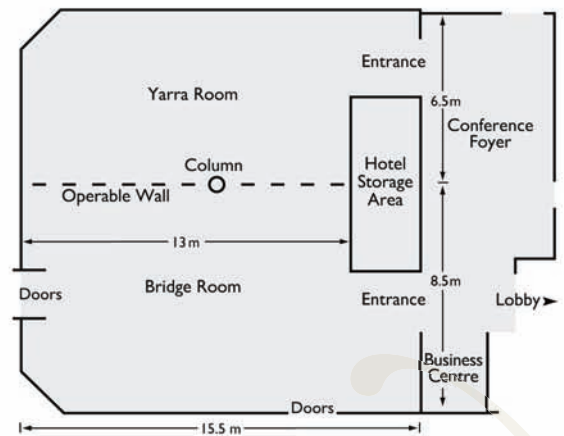 Entrance
Yarra Room
6.5m
Conference
Foyer
Column
Hotel
Storage
Area
Operable Wall
13 m
8.5m
Doors
Bridge Room
Entrance
Lobby
Business
Centre
Doors
15.5 m